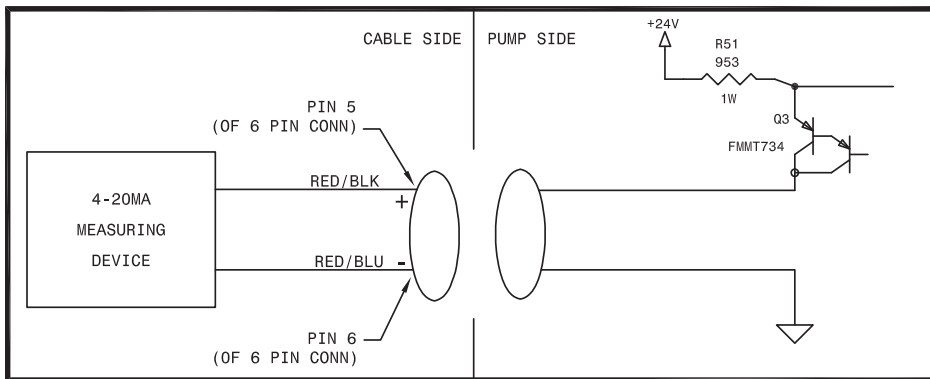 CABLE SIDE
PUMP SIDE
+24V
R51
953
1W
Q3
FMMT734
PIN 5
(OF 6 PIN CONN)
4-20MA
MEASURING
DEVICE
RED/BLK
+
RED/BLU
-
PIN 6
(OF 6 PIN CONN)